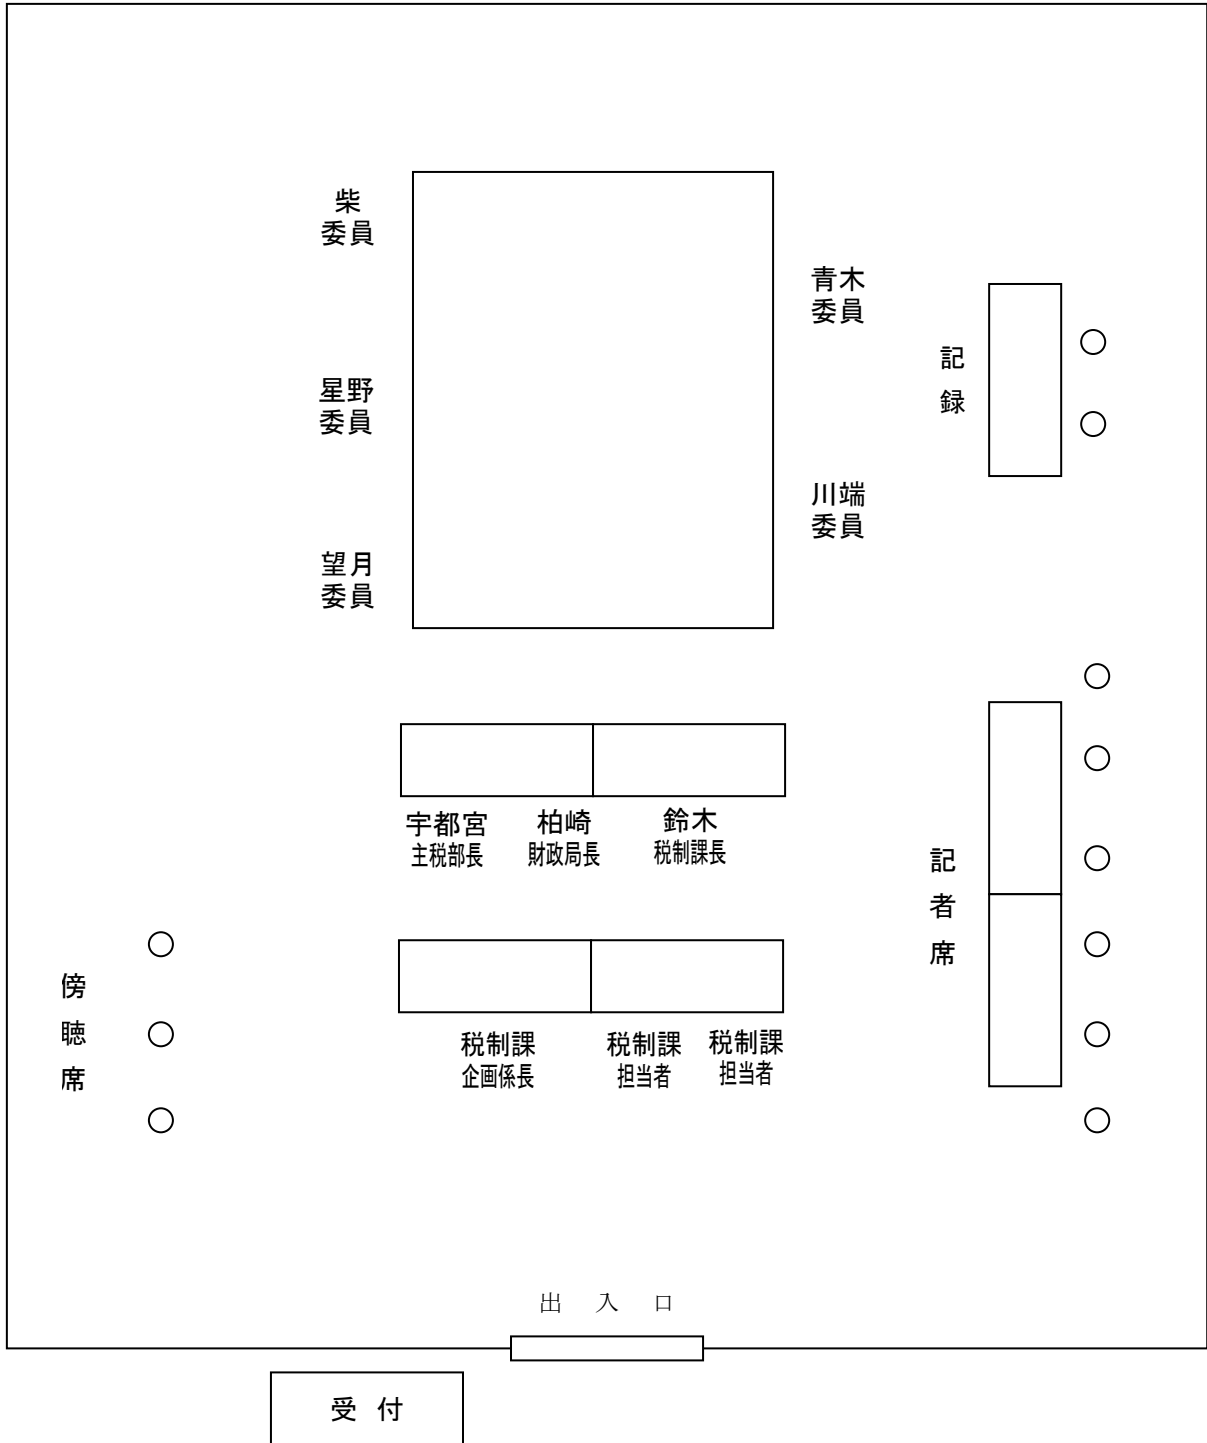 柴
委員
青木
委員
記
録
星野
委員
川端
委員
望月
委員
宇都宮
主税部長
柏崎
財政局長
鈴木
税制課長
記
者
席
傍
聴
席
税制課
企画係長
税制課
担当者
税制課
担当者
出 入 口
受 付